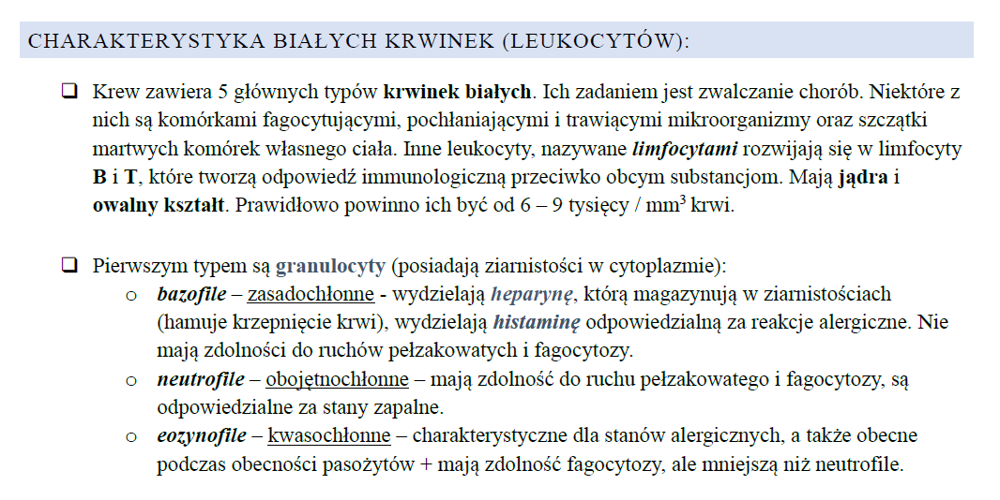 CHARAKTERYSTYKA BIAŁYCH KRWINEK (LEUKOCYTÓW):
❑ Krew zawiera 5 głównych typów krwinek białych. Ich zadaniem jest zwalczanie chorób. Niektóre z
nich są komórkami fagocytującymi, pochłaniającymi i trawiącymi mikroorganizmy oraz szczątki
martwych komórek własnego ciała. Inne leukocyty, nazywane limfocytami rozwijają się w limfocyty
B i T, które tworzą odpowiedź immunologiczną przeciwko obcym substancjom. Mają jądra i
owalny kształt. Prawidłowo powinno ich być od 6 – 9 tysięcy / mm³ krwi.
❑ Pierwszym typem są granulocyty (posiadają ziarnistości w cytoplazmie):
o bazofile – zasadochłonne - wydzielają heparynę, którą magazynują w ziarnistościach
(hamuje krzepnięcie krwi), wydzielają histaminę odpowiedzialną za reakcje alergiczne. Nie
mają zdolności do ruchów pełzakowatych i fagocytozy.
o neutrofile – obojętnochłonne – mają zdolność do ruchu pełzakowatego i fagocytozy, są
odpowiedzialne za stany zapalne.
o eozynofile – kwasochłonne – charakterystyczne dla stanów alergicznych, a także obecne
podczas obecności pasożytów + mają zdolność fagocytozy, ale mniejszą niż neutrofile.